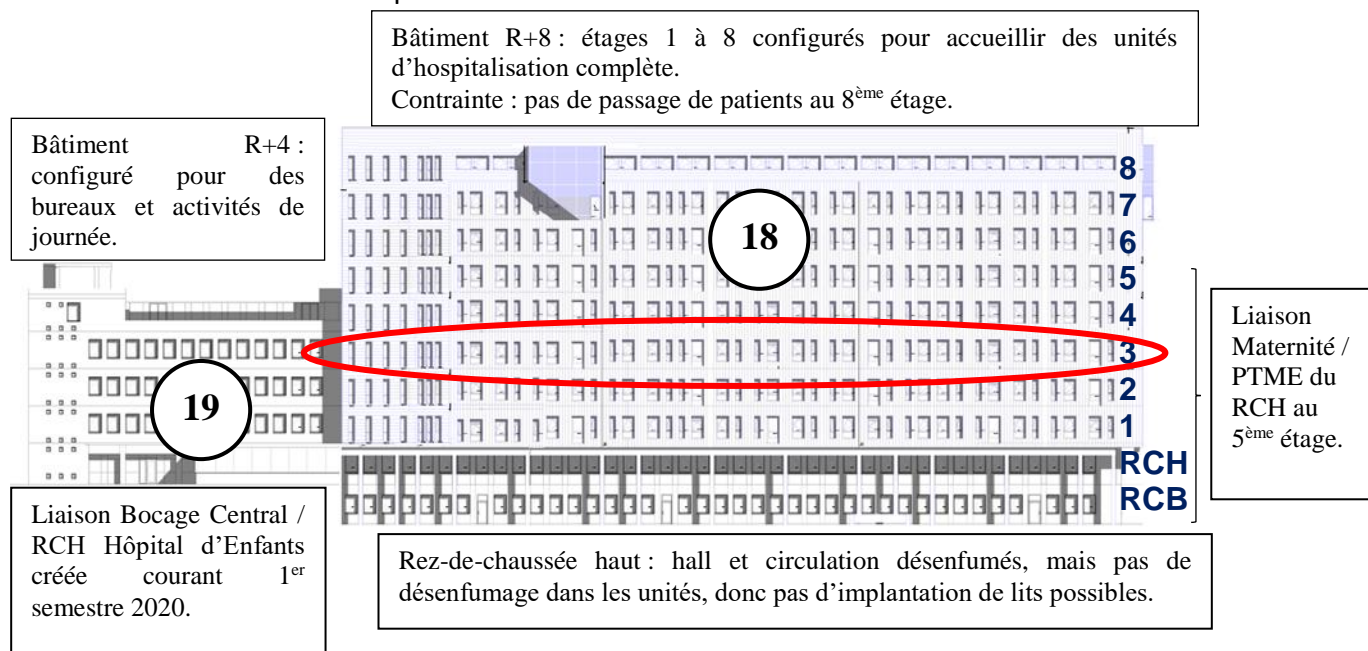 Bâtiment R+8 : étages 1 à 8 configurés pour accueillir des unités
d’hospitalisation complète.
Contrainte : pas de passage de patients au 8ème étage.
Bâtiment R+4 :
configuré pour des
bureaux et activités de
journée.
8
7
6
5
4
3
2
1
RCH
RCB
18
19
Liaison
Maternité /
PTME du
RCH au
5ème étage.
Liaison Bocage Central /
RCH Hôpital d’Enfants
créée courant 1er
semestre 2020.
Rez-de-chaussée haut : hall et circulation désenfumés, mais pas de
désenfumage dans les unités, donc pas d’implantation de lits possibles.